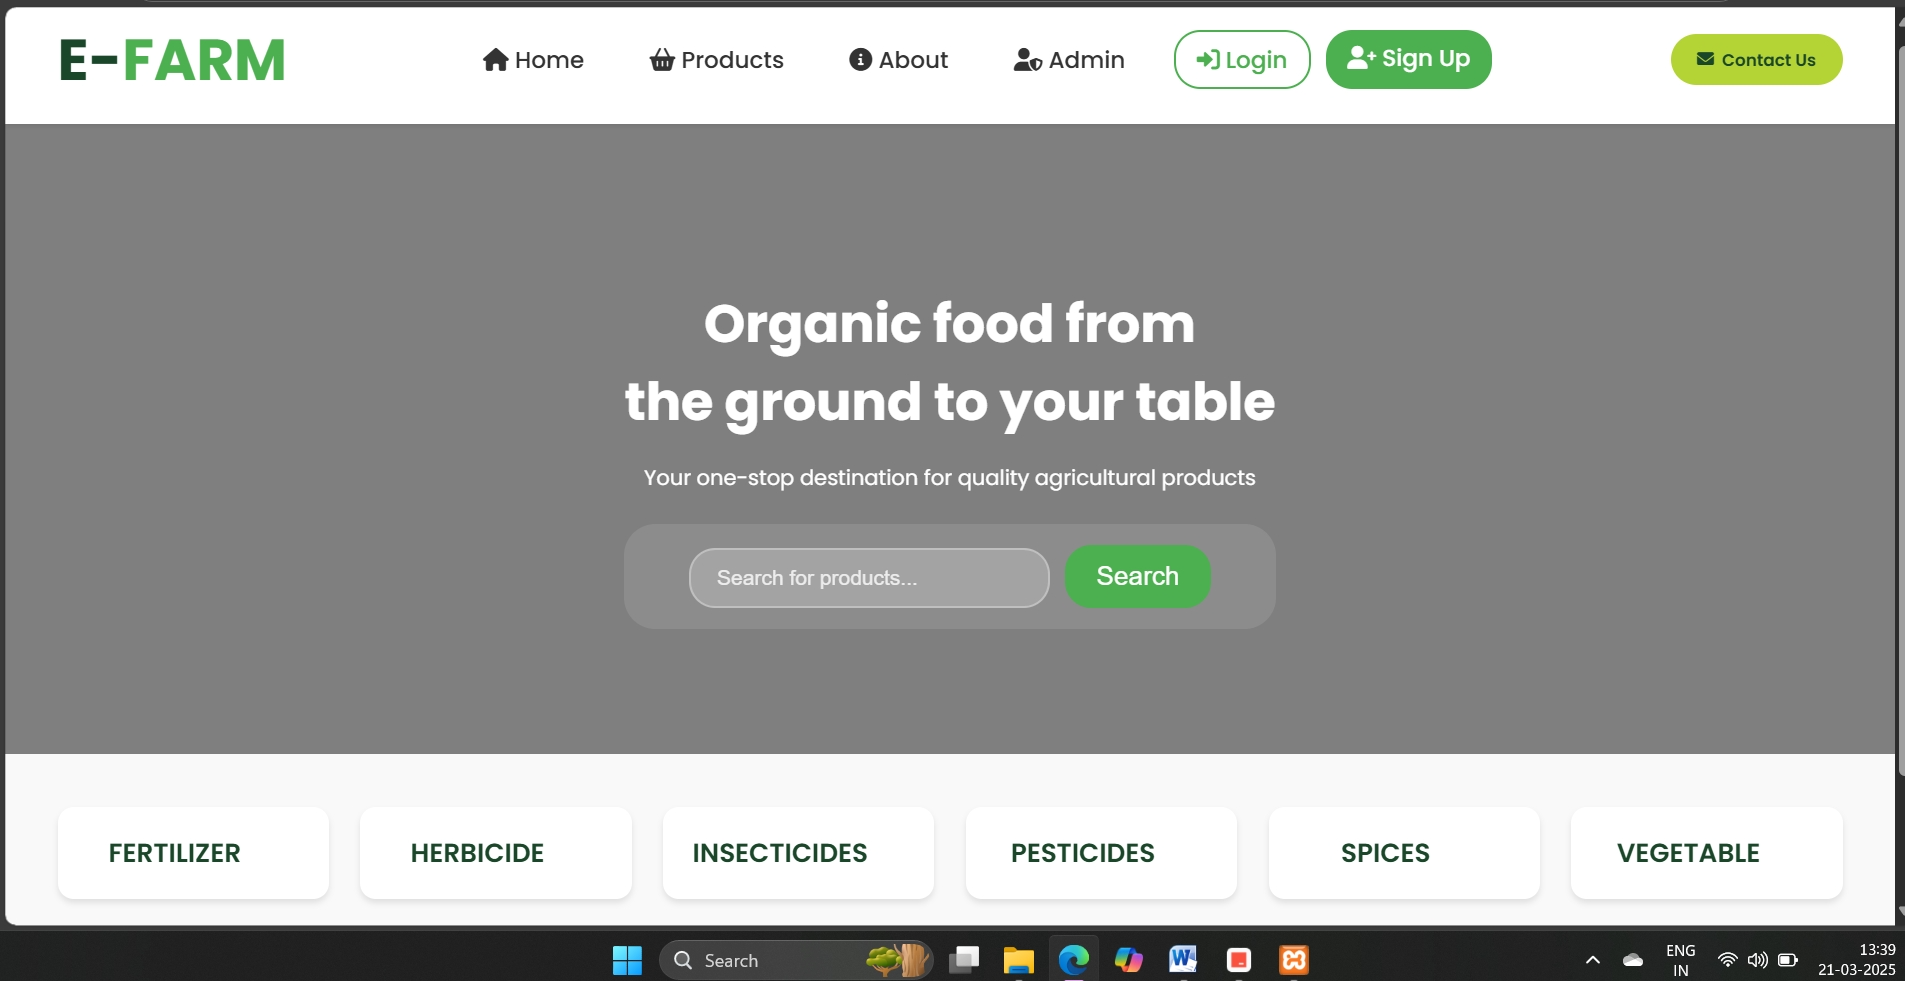 E-FARM
Home
Products
About
Admin
Login
Sign Up
Contact Us
Organic food from
the ground to your table
Your one-stop destination for quality agricultural products
Search for products...
Search
FERTILIZER
HERBICIDE
INSECTICIDES
PESTICIDES
SPICES
VEGETABLE
Search
ENG
IN
13:39
21-03-2025